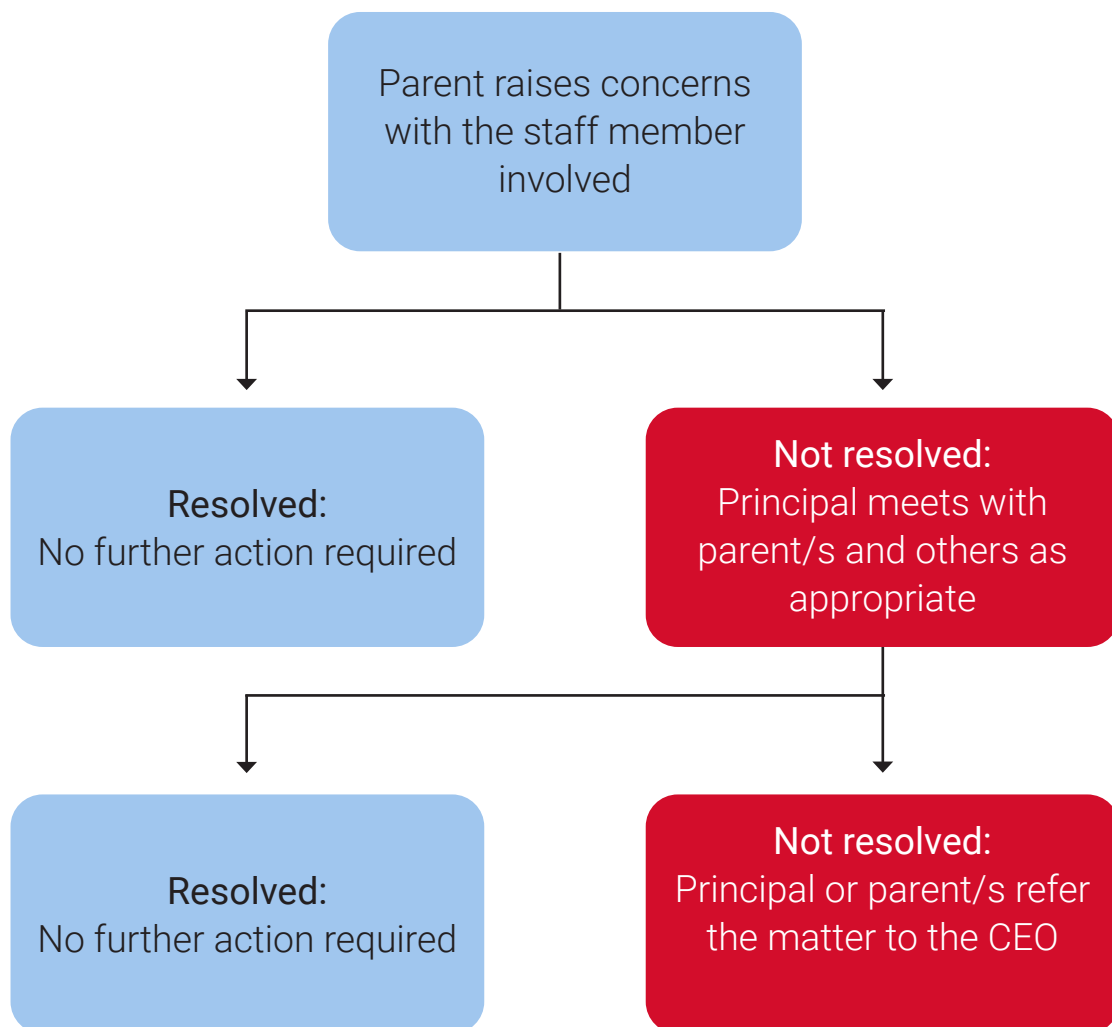 Parent raises concerns
with the staff member
involved
Resolved:
No further action required
Not resolved:
Principal meets with
parent/s and others as
appropriate
Resolved:
No further action required
Not resolved:
Principal or parent/s refer
the matter to the CEO